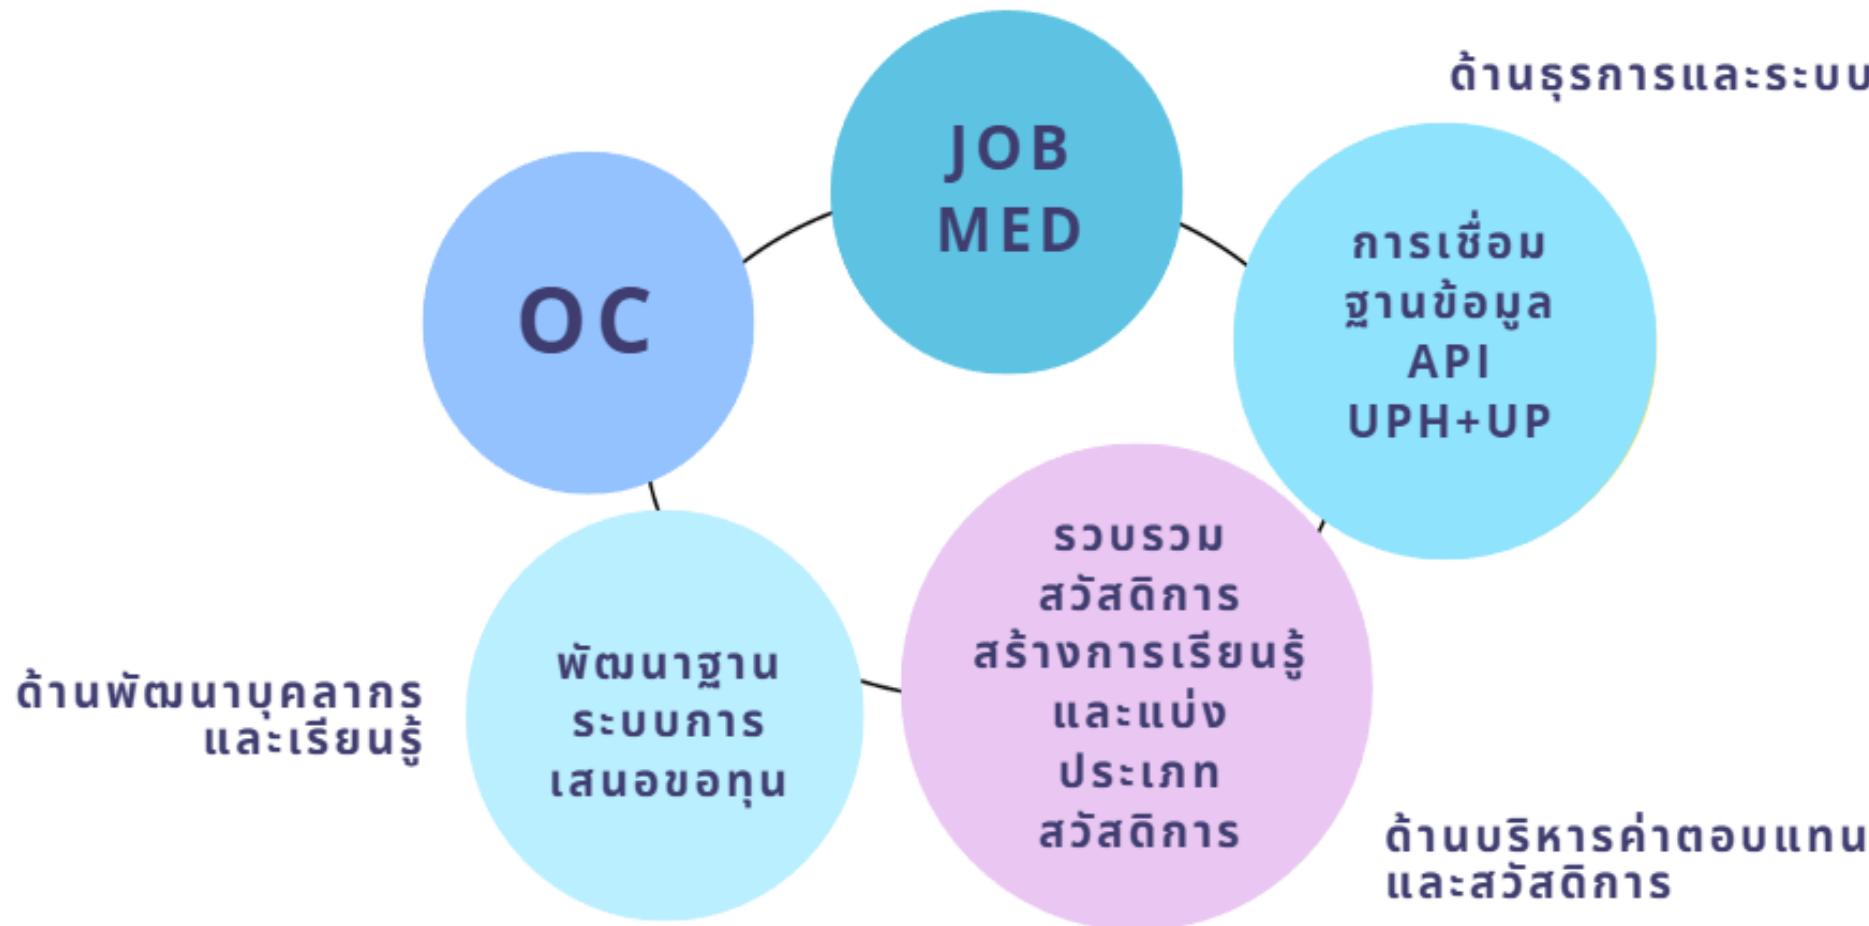 ด้านธุรการและระบบ
JOB
MED
OC
การเชื่อม
ฐานข้อมูล
API
UPH+UP
รวบรวม
สวัสดิการ
สร้างการเรียนรู้
และแบ่ง
ประเภท
สวัสดิการ
พัฒนาฐาน
ระบบการ
เสนอขอทุน
ด้านพัฒนาบุคลากร
และเรียนรู้
ด้านบริหารค่าตอบแทน
และสวัสดิการ